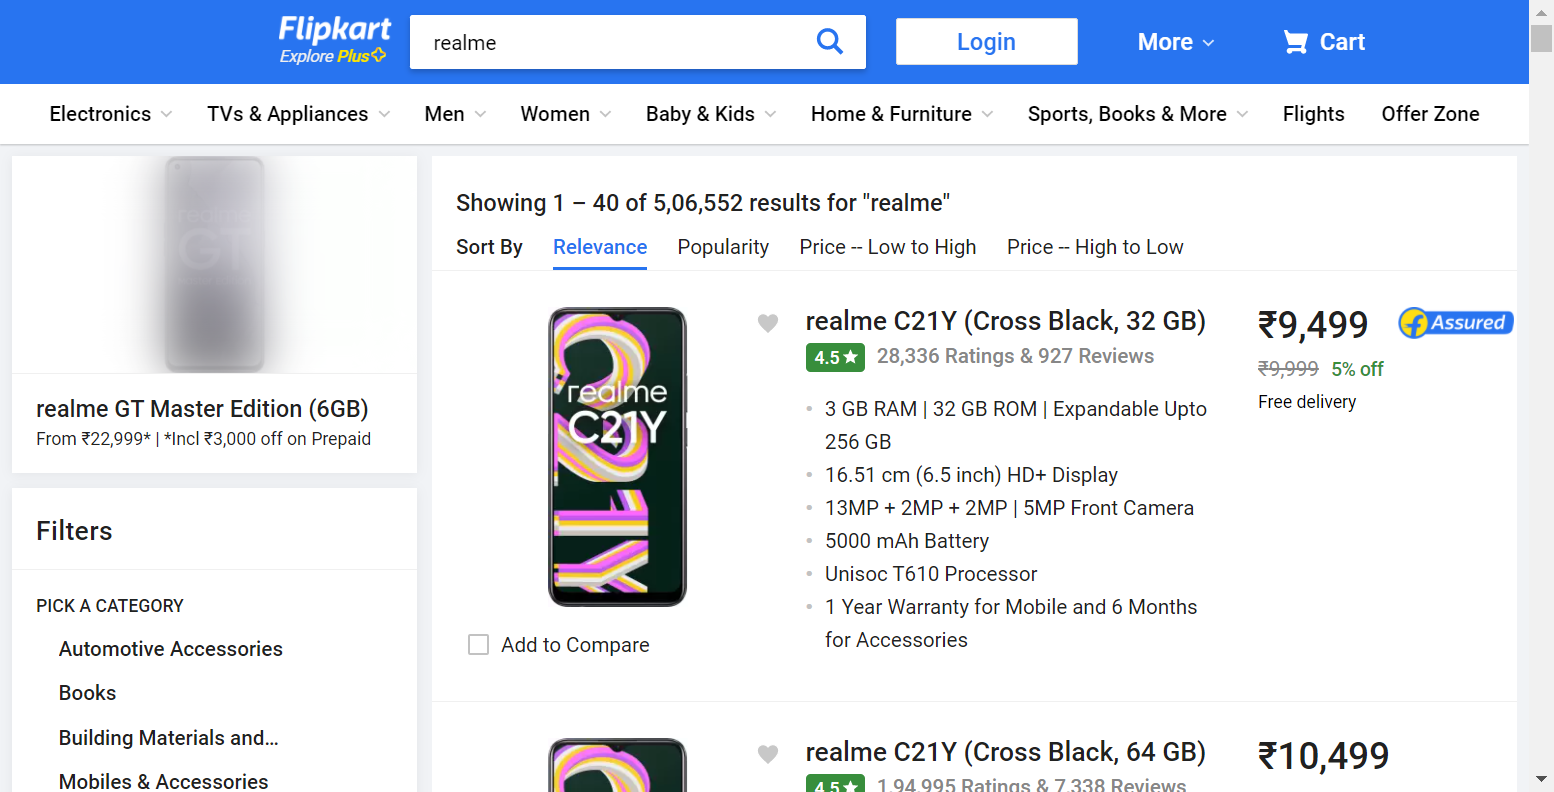 Flipkart
Explore Plus
realme
Login
More
Cart
Electronics
TVs & Appliances
Men
Women
Baby & Kids
Home & Furniture
Sports, Books & More
Flights
Offer Zone
realme
GT
realme GT Master Edition (6GB)
From ₹22,999* | *Incl ₹3,000 off on Prepaid
Filters
PICK A CATEGORY
Automotive Accessories
Books
Building Materials and...
Mobiles & Accessories
Showing 1 – 40 of 5,06,552 results for "realme"
Sort By
Relevance
Popularity
Price -- Low to High
Price -- High to Low
realme
C21Y
C21Y
Add to Compare
realme C21Y (Cross Black, 32 GB)
4.5
28,336 Ratings & 927 Reviews
3 GB RAM | 32 GB ROM | Expandable Upto
256 GB
16.51 cm (6.5 inch) HD+ Display
13MP + 2MP + 2MP | 5MP Front Camera
5000 mAh Battery
Unisoc T610 Processor
1 Year Warranty for Mobile and 6 Months
for Accessories
₹9,499
f Assured
₹9,999 5% off
Free delivery
realme C21Y (Cross Black, 64 GB)
4.5
1,94,995 Ratings & 7,338 Reviews
₹10,499